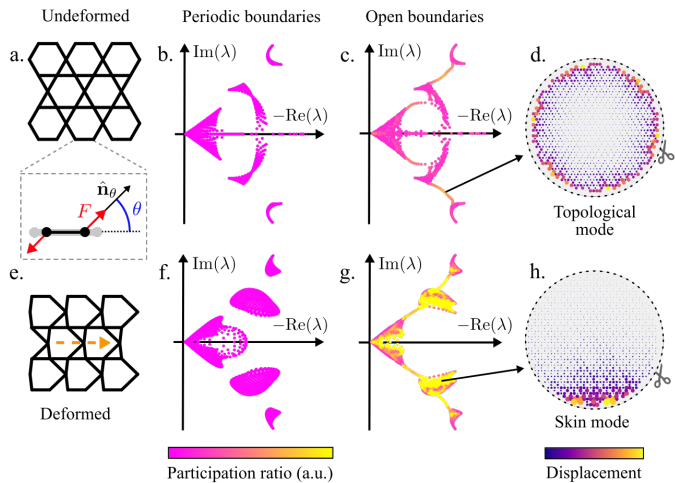 Undeformed
Periodic boundaries
Open boundaries
a.
b.
Im(λ)
−Re(λ)
c.
Im(λ)
−Re(λ)
d.
Topological
mode
n̂θ
F
θ
e.
Deformed
f.
Im(λ)
−Re(λ)
g.
Im(λ)
−Re(λ)
h.
Skin mode
Participation ratio (a.u.)
Displacement